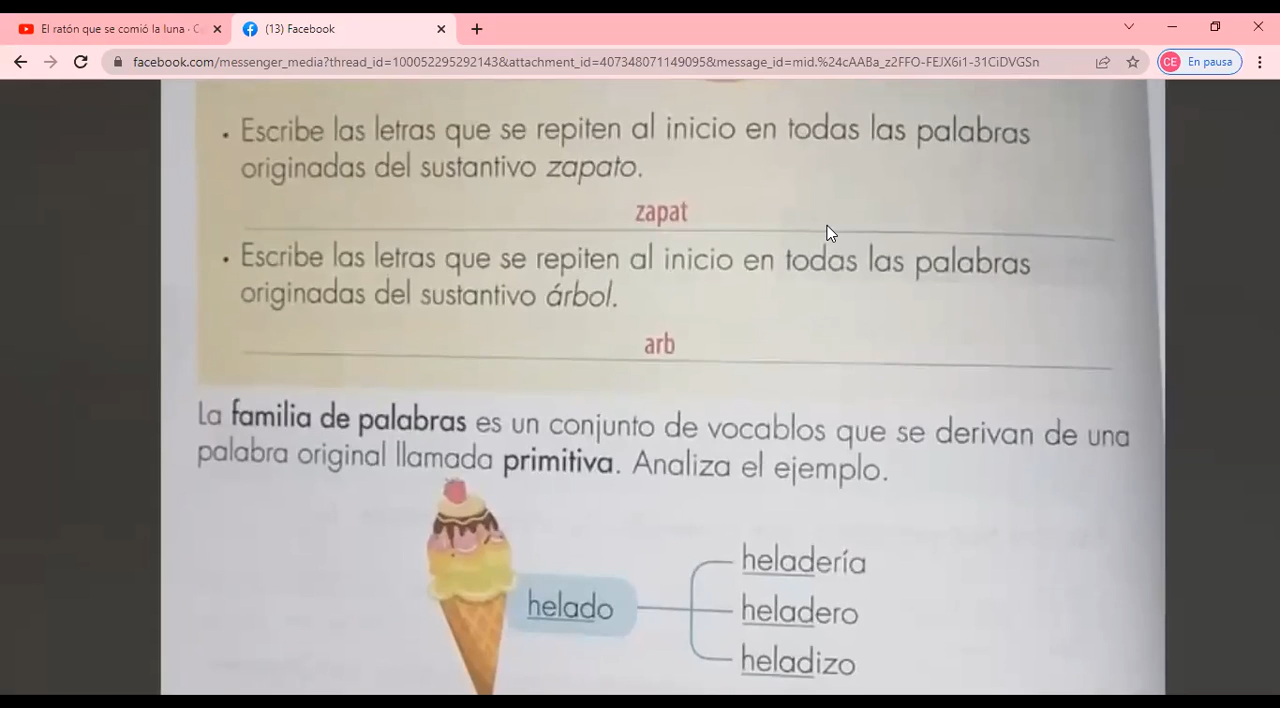 El ratón que se comió la luna · C
(13) Facebook
facebook.com/messenger_media?thread_id=100052295282143&attachment_id=407348071149095&message_id=mid.%24cAABa_z2FFO-FEJX6i1-31CiDVGSn
CE En pausa
• Escribe las letras que se repiten al inicio en todas las palabras
originadas del sustantivo zapato.
zapat
• Escribe las letras que se repiten al inicio en todas las palabras
originadas del sustantivo árbol.
arb
La familia de palabras es un conjunto de vocablos que se derivan de una
palabra original llamada primitiva. Analiza el ejemplo.
helado
heladería
heladero
heladizo